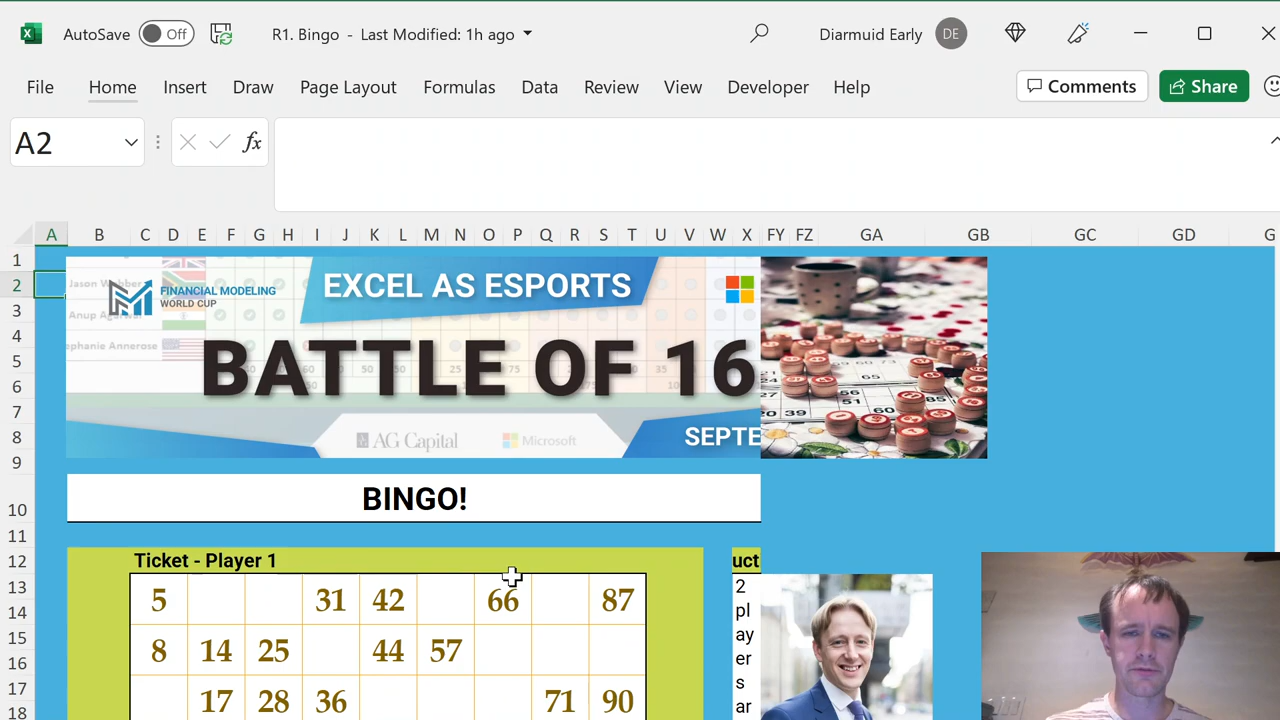 AutoSave Off R1. Bingo - Last Modified: 1h ago Diarmuid Early DE
File Home Insert Draw Page Layout Formulas Data Review View Developer Help Comments Share
A2 fx
A B C D E F G H I J K L M N O P Q R S T U V W X FY FZ GA GB GC GD G
1
2
3
4
5
6
7
8
9
10
11
12
13
14
15
16
17
18
FINANCIAL MODELING
WORLD CUP
EXCEL AS ESPORTS
BATTLE OF 16
AG Capital Microsoft SEPTE
BINGO!
Ticket - Player 1
5 31 42 66 87
8 14 25 44 57
17 28 36 71 90
uct
2
pl
ay
er
s
ar